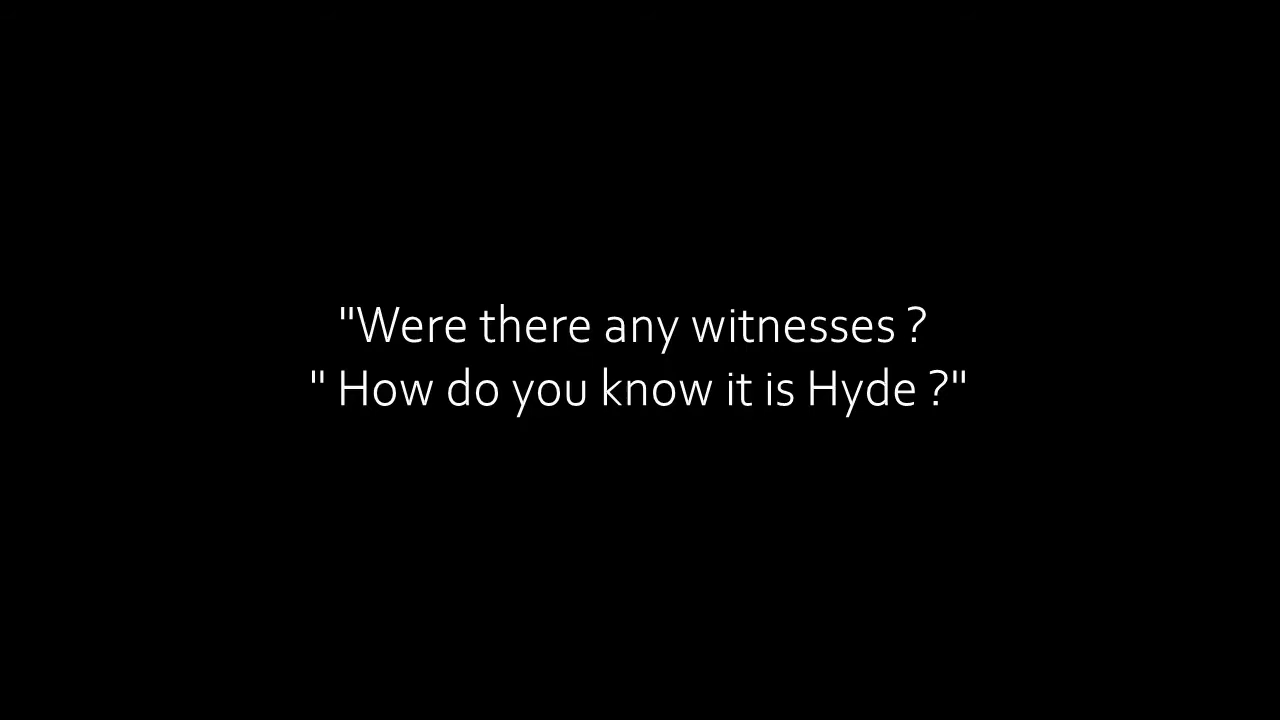 "Were there any witnesses ?
" How do you know it is Hyde ?"